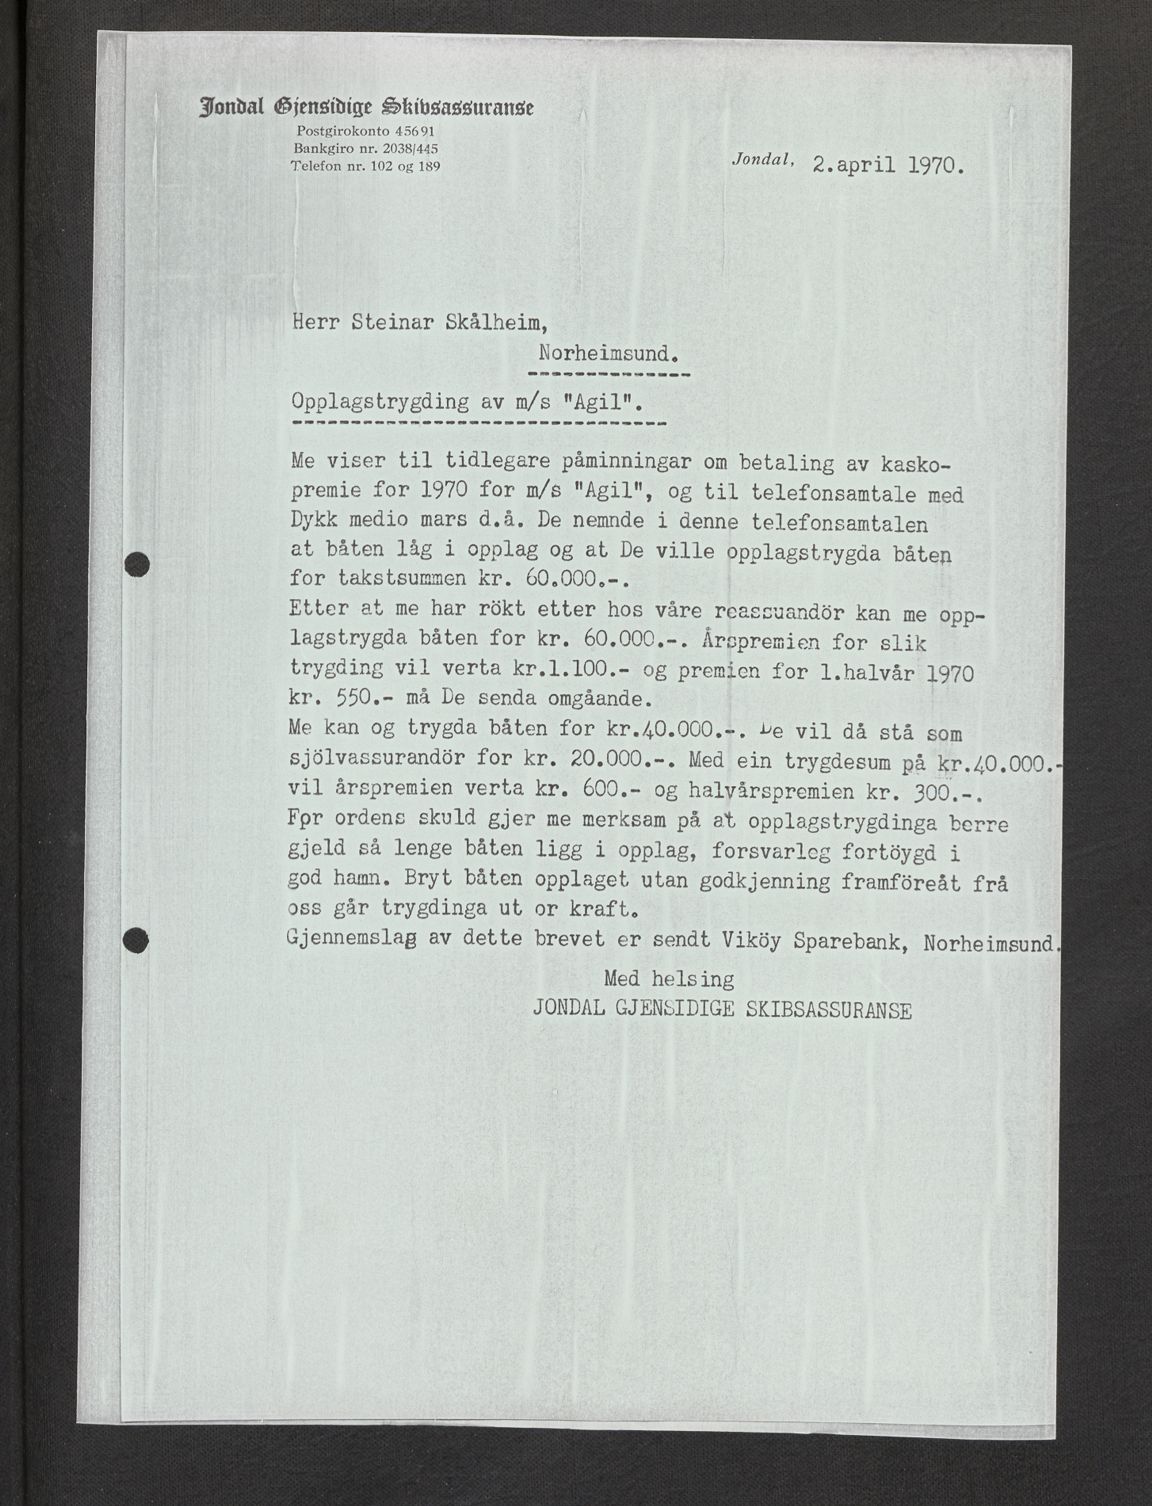 Jondal Gjensidige Skibsassuranse
Postgirokonto 45691
Bankgiro nr. 2038/445
Telefon nr. 102 og 189
Jondal, 2.april 1970.
Herr Steinar Skålheim,
Norheimsund.
Opplagstrygding av m/s "Agil".
Me viser til tidlegare påminningar om betaling av kasko-
premie for 1970 for m/s "Agil", og til telefonsamtale med
Dykk medio mars d.å. De nemnde i denne telefonsamtalen
at båten låg i opplag og at De ville opplagstrygda båten
for takstsummen kr. 60.000.-.
Etter at me har rökt etter hos våre reassuandör kan me opp-
lagstrygda båten for kr. 60.000.-. Årspremien for slik
trygding vil verta kr.1.100.- og premien for 1.halvår 1970
kr. 550.- må De senda omgåande.
Me kan og trygda båten for kr.40.000.-. De vil då stå som
sjölvassurandör for kr. 20.000.-. Med ein trygdesum på kr.40.000.-
vil årspremien verta kr. 600.- og halvårspremien kr. 300.-.
For ordens skuld gjer me merksam på at opplagstrygdinga berre
gjeld så lenge båten ligg i opplag, forsvarleg fortöygd i
god hamn. Bryt båten opplaget utan godkjenning framföreåt frå
oss går trygdinga ut or kraft.
Gjennemslag av dette brevet er sendt Viköy Sparebank, Norheimsund.
Med helsing
JONDAL GJENSIDIGE SKIBSASSURANSE